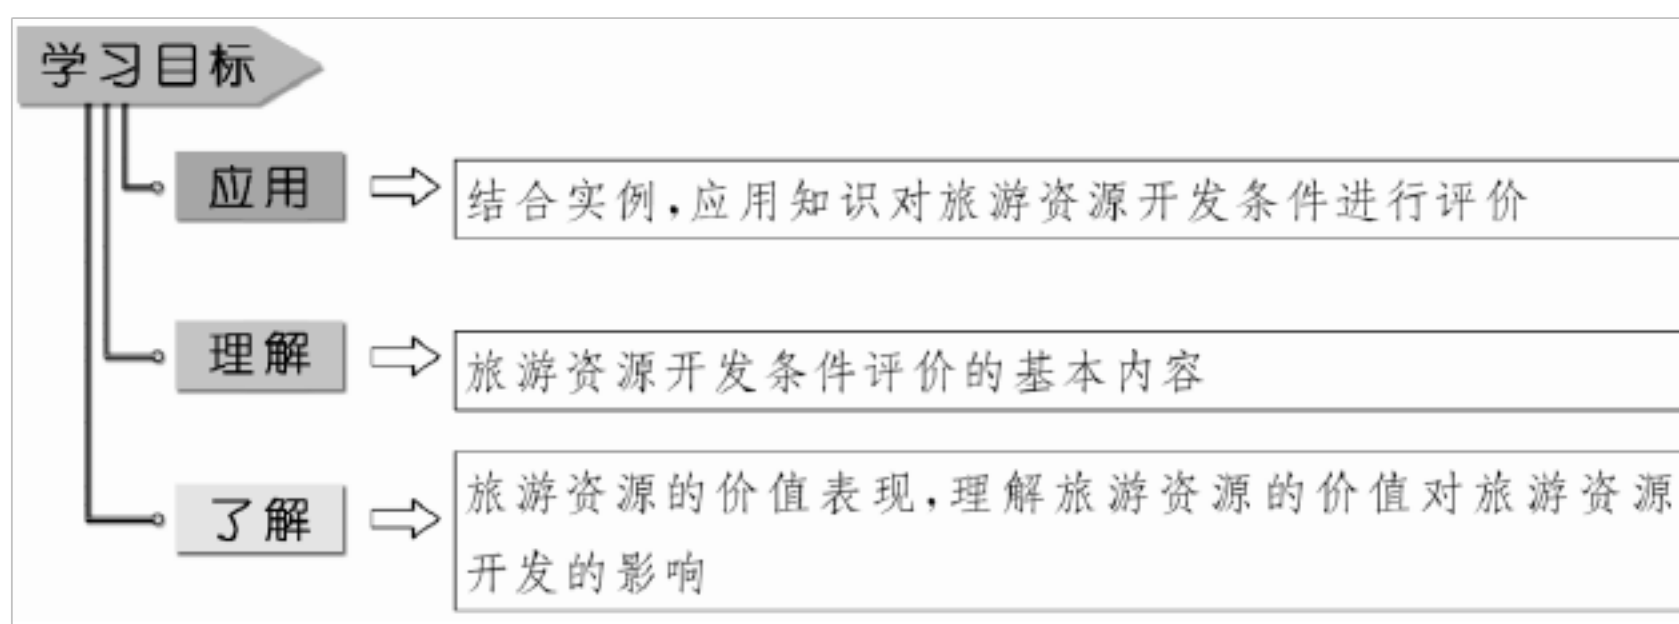 学习目标
应用
结合实例,应用知识对旅游资源开发条件进行评价
理解
旅游资源开发条件评价的基本内容
了解
旅游资源的价值表现,理解旅游资源的价值对旅游资源
开发的影响